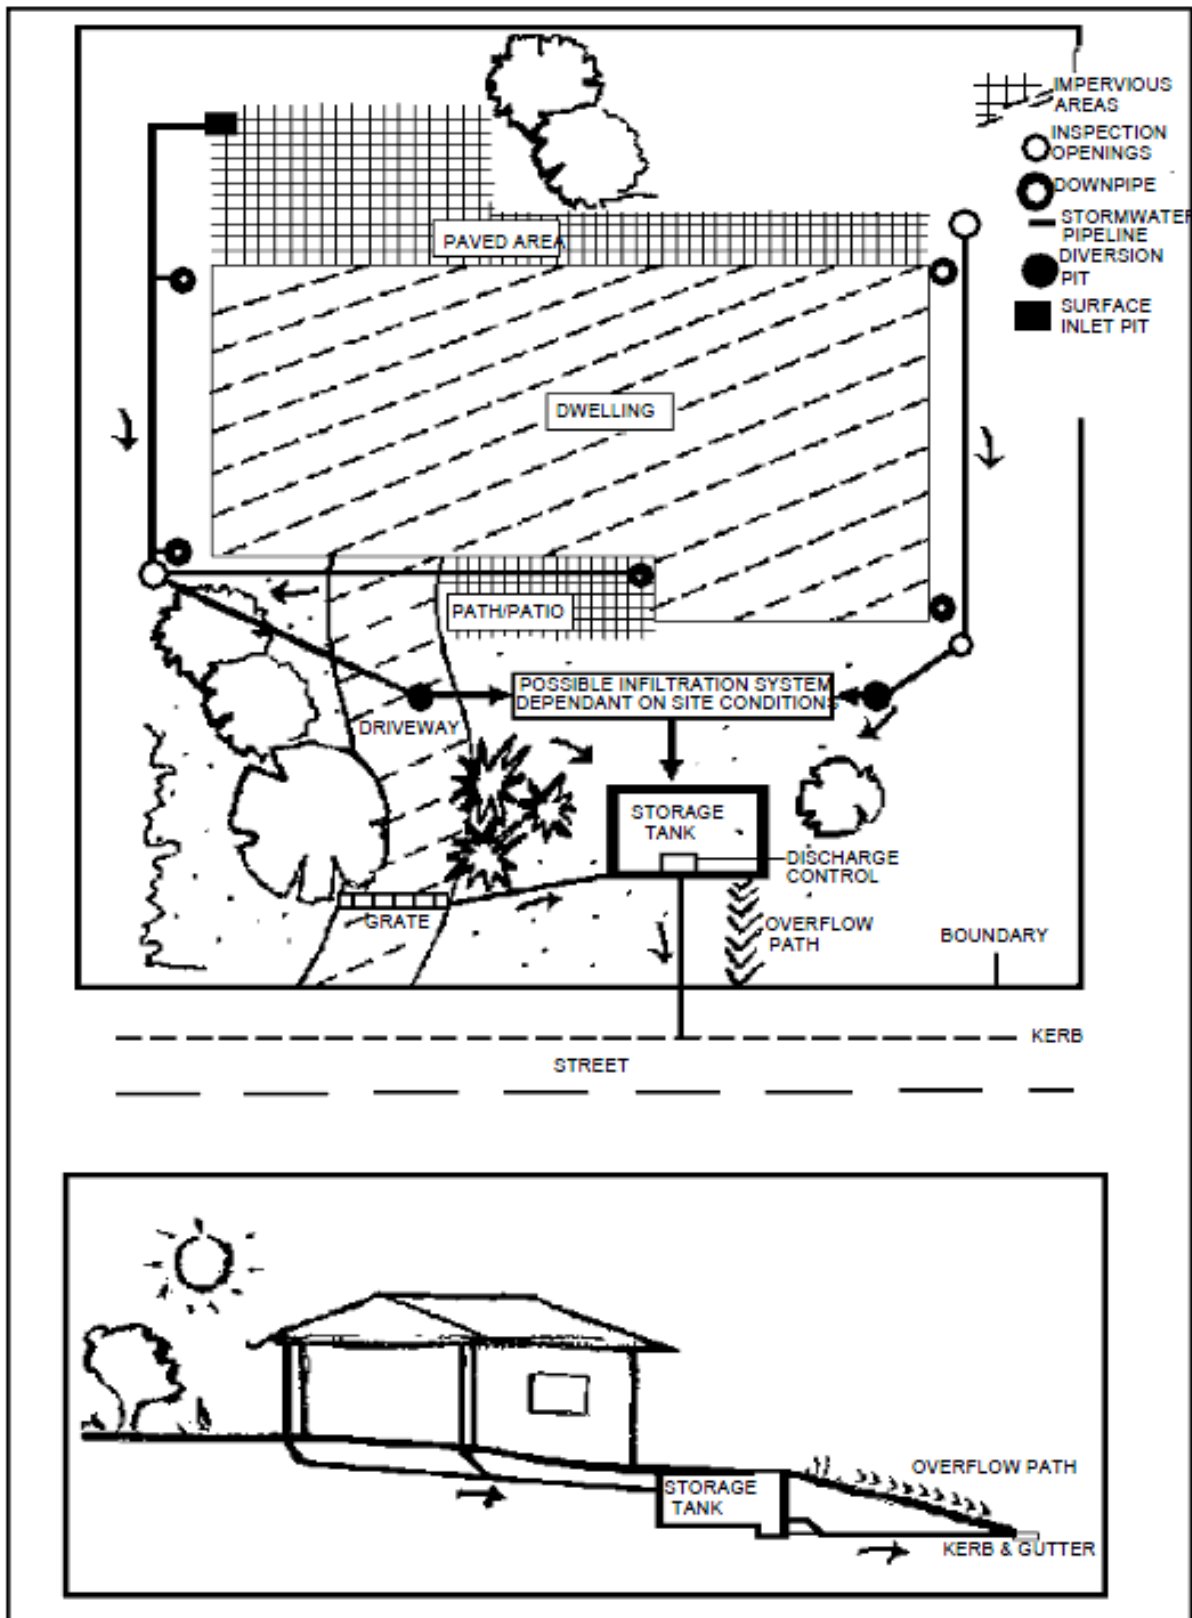 IMPERVIOUS
AREAS
INSPECTION
OPENINGS
DOWNPIPE
STORMWATER
PIPELINE
DIVERSION
PIT
SURFACE
INLET PIT
PAVED AREA
DWELLING
PATH/PATIO
POSSIBLE INFILTRATION SYSTEM
DEPENDANT ON SITE CONDITIONS
DRIVEWAY
STORAGE
TANK
DISCHARGE
CONTROL
GRATE
OVERFLOW
PATH
BOUNDARY
KERB
STREET
OVERFLOW PATH
STORAGE
TANK
KERB & GUTTER